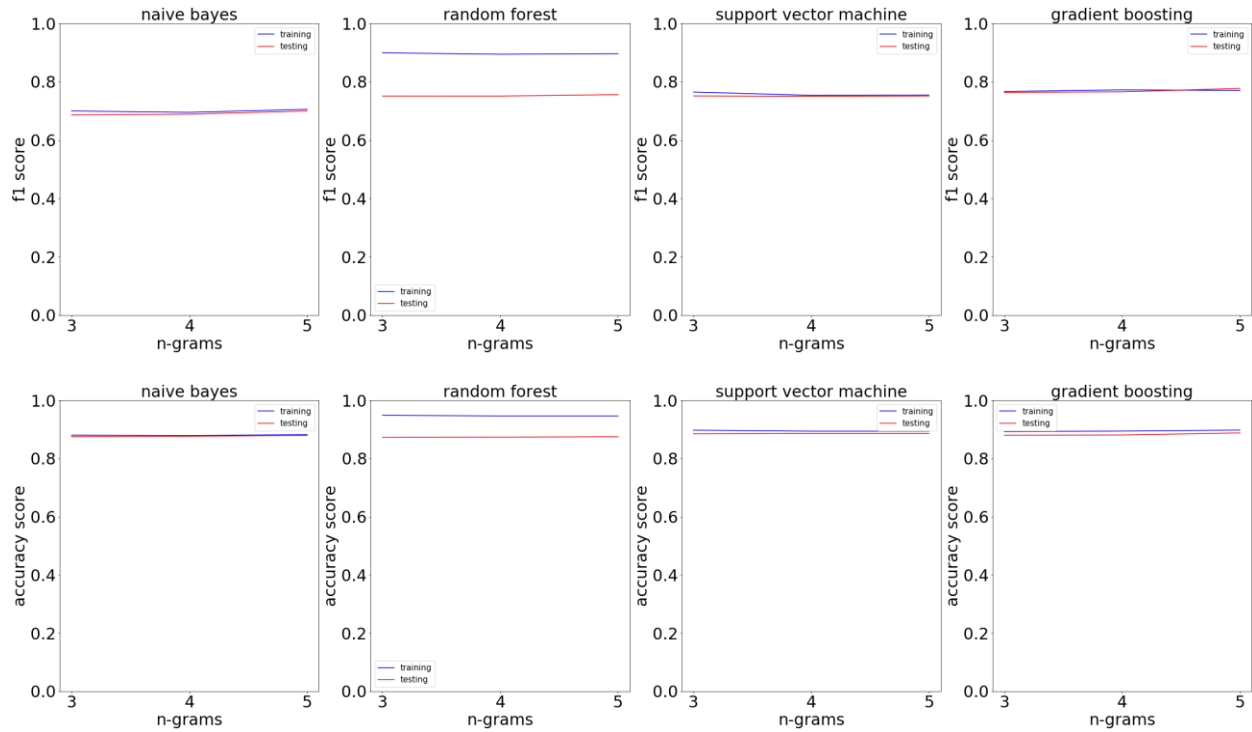 naive bayes
f1 score
1.0
0.8
0.6
0.4
0.2
0.0
3
4
5
n-grams
training
testing
random forest
f1 score
1.0
0.8
0.6
0.4
0.2
0.0
3
4
5
n-grams
training
testing
support vector machine
f1 score
1.0
0.8
0.6
0.4
0.2
0.0
3
4
5
n-grams
training
testing
gradient boosting
f1 score
1.0
0.8
0.6
0.4
0.2
0.0
3
4
5
n-grams
training
testing
naive bayes
accuracy score
1.0
0.8
0.6
0.4
0.2
0.0
3
4
5
n-grams
training
testing
random forest
accuracy score
1.0
0.8
0.6
0.4
0.2
0.0
3
4
5
n-grams
training
testing
support vector machine
accuracy score
1.0
0.8
0.6
0.4
0.2
0.0
3
4
5
n-grams
training
testing
gradient boosting
accuracy score
1.0
0.8
0.6
0.4
0.2
0.0
3
4
5
n-grams
training
testing